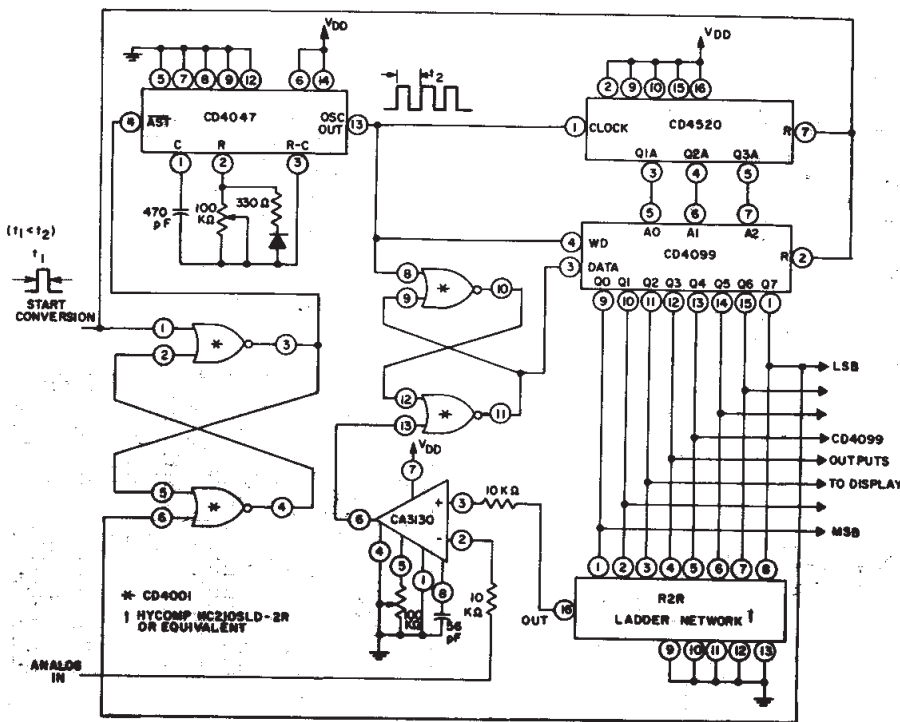 VDD
5 7 8 9 12
6 14
t2
VDD
2 9 10 15 16
4 AST CD4047 OSC OUT 13
C R R-C
1 2 3
1 CLOCK CD4520 R 7
Q1A Q2A Q3A
3 4 5
470 pF
100 KΩ
330Ω
5 6 7
A0 A1 A2
4 WD CD4099 R 2
3 DATA
Q0 Q1 Q2 Q3 Q4 Q5 Q6 Q7
9 10 11 12 13 14 15 1
(t1<t2)
t1
START CONVERSION
8 * 10
9
1 * 3
2
12 * 11
13
LSB
CD4099
OUTPUTS
TO DISPLAY
MSB
VDD
7
5 * 4
6
6 CA3130 + 3 10KΩ
- 2
4 5 1 8
100 KΩ
56 pF
10 KΩ
1 2 3 4 5 6 7 8
R2R
LADDER NETWORK †
OUT 16
9 10 11 12 13
* CD4001
† HYCOMP HC210SLD-2R
OR EQUIVALENT
ANALOG IN